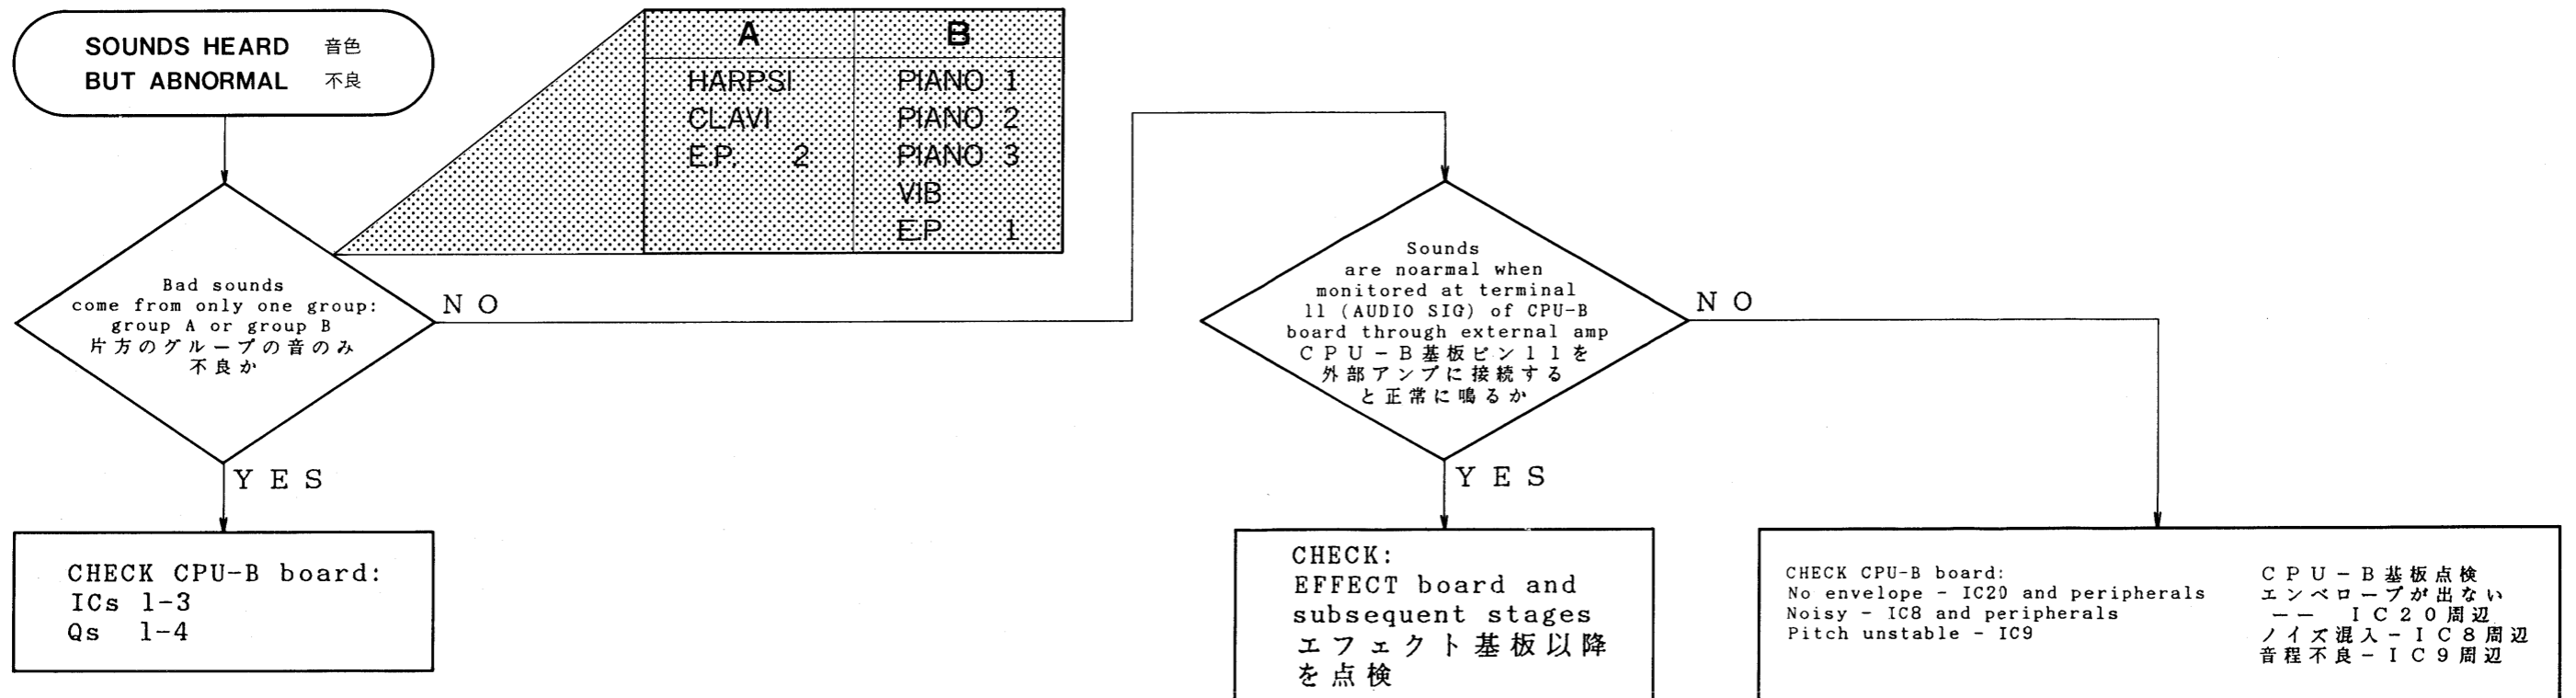 SOUNDS HEARD 音色
BUT ABNORMAL 不良
A B
HARPSI PIANO 1
CLAVI PIANO 2
E.P. 2 PIANO 3
VIB
E.P 1
Bad sounds
come from only one group:
group A or group B
片方のグループの音のみ
不良か
NO
YES
CHECK CPU-B board:
ICs 1-3
Qs 1-4
Sounds
are noarmal when
monitored at terminal
11 (AUDIO SIG) of CPU-B
board through external amp
CPU-B基板ピン11を
外部アンプに接続する
と正常に鳴るか
NO
YES
CHECK:
EFFECT board and
subsequent stages
エフェクト基板以降
を点検
CHECK CPU-B board:
No envelope - IC20 and peripherals
Noisy - IC8 and peripherals
Pitch unstable - IC9
CPU-B基板点検
エンベロープが出ない
—— IC20周辺
ノイズ混入-IC8周辺
音程不良-IC9周辺